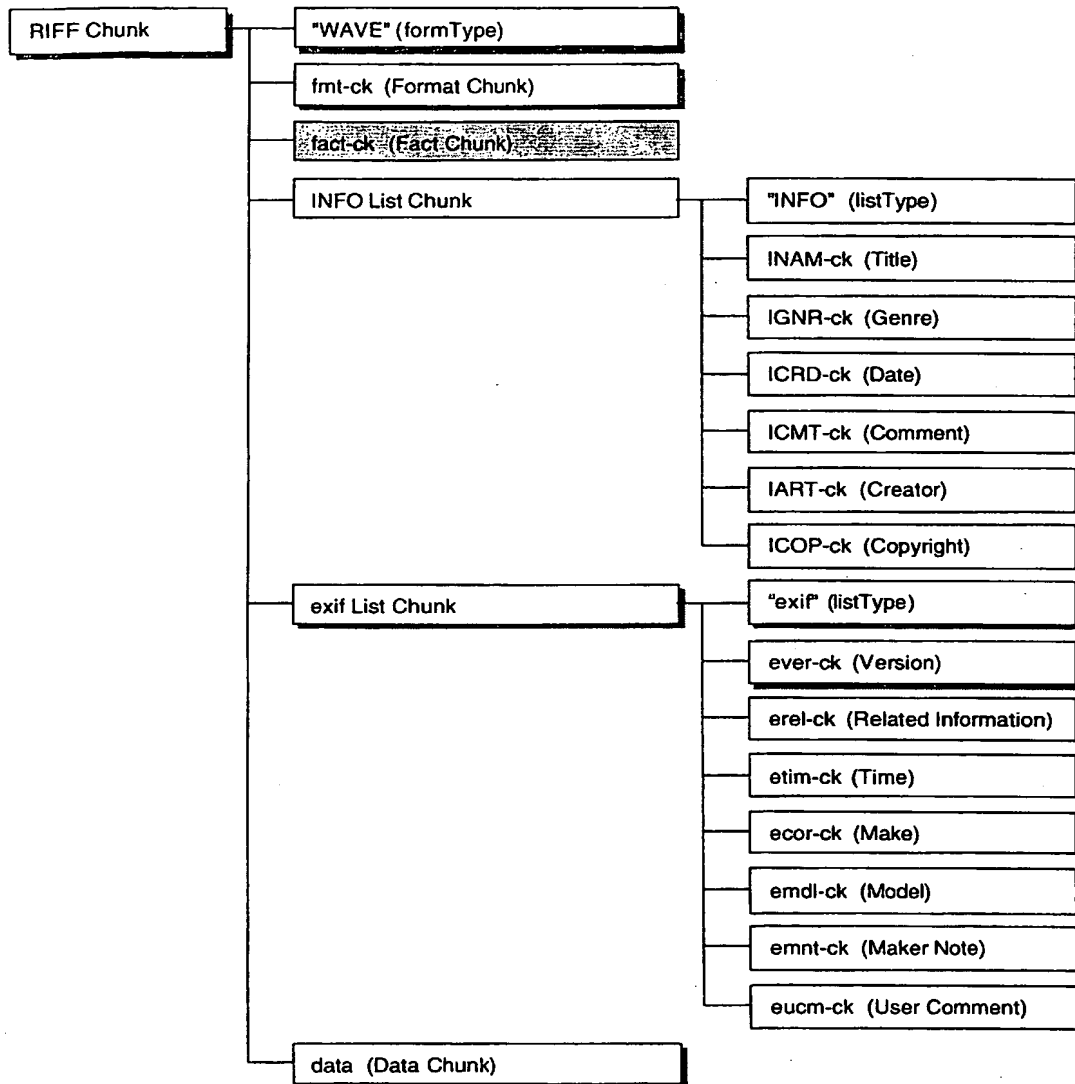 RIFF Chunk
"WAVE" (formType)
fmt-ck (Format Chunk)
fact-ck (Fact Chunk)
INFO List Chunk
"INFO" (listType)
INAM-ck (Title)
IGNR-ck (Genre)
ICRD-ck (Date)
ICMT-ck (Comment)
IART-ck (Creator)
ICOP-ck (Copyright)
exif List Chunk
"exif" (listType)
ever-ck (Version)
erel-ck (Related Information)
etim-ck (Time)
ecor-ck (Make)
emdl-ck (Model)
emnt-ck (Maker Note)
eucm-ck (User Comment)
data (Data Chunk)